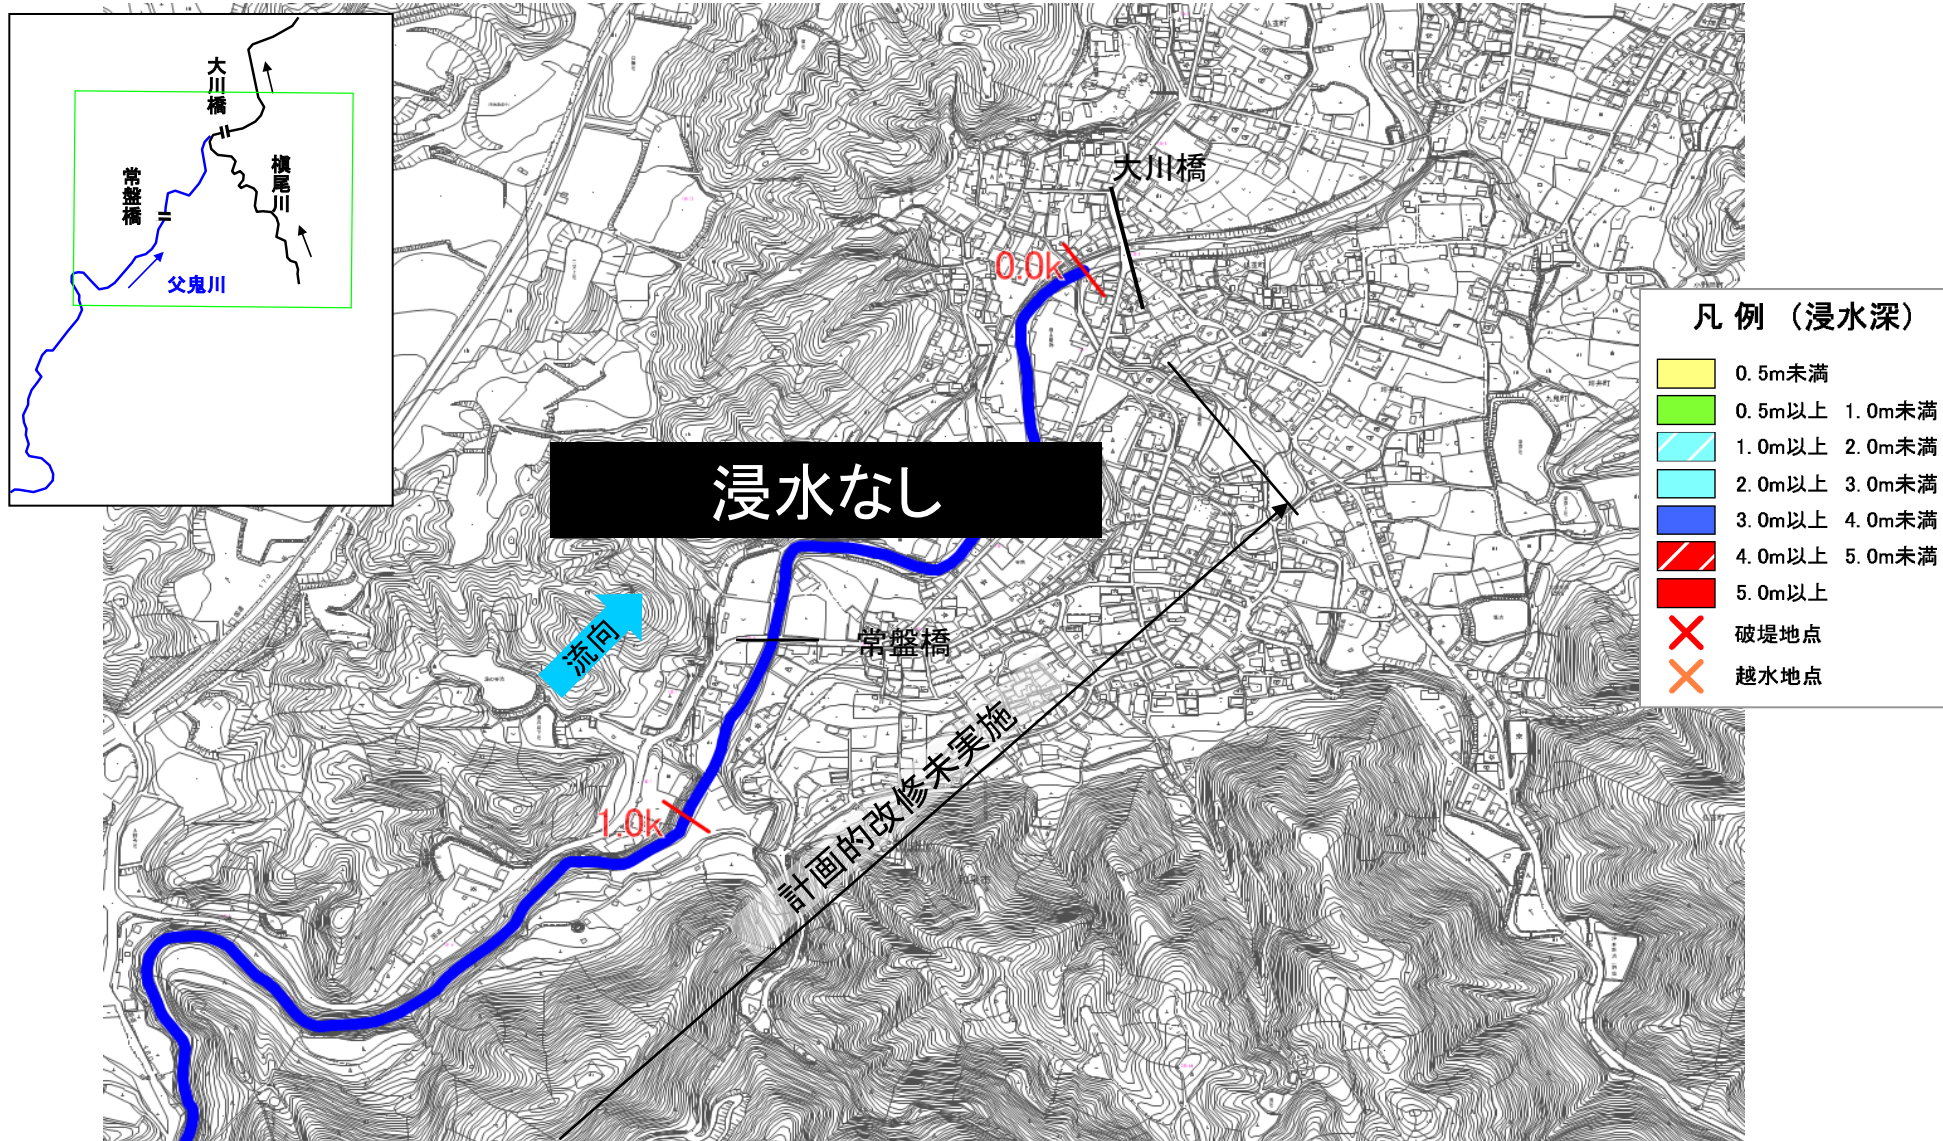 大川橋
常盤橋
槇尾川
父鬼川
大川橋
0.0k
浸水なし
流向
常盤橋
1.0k
計画的改修未実施
凡 例 （浸水深）
0.5m未満
0.5m以上 1.0m未満
1.0m以上 2.0m未満
2.0m以上 3.0m未満
3.0m以上 4.0m未満
4.0m以上 5.0m未満
5.0m以上
破堤地点
越水地点